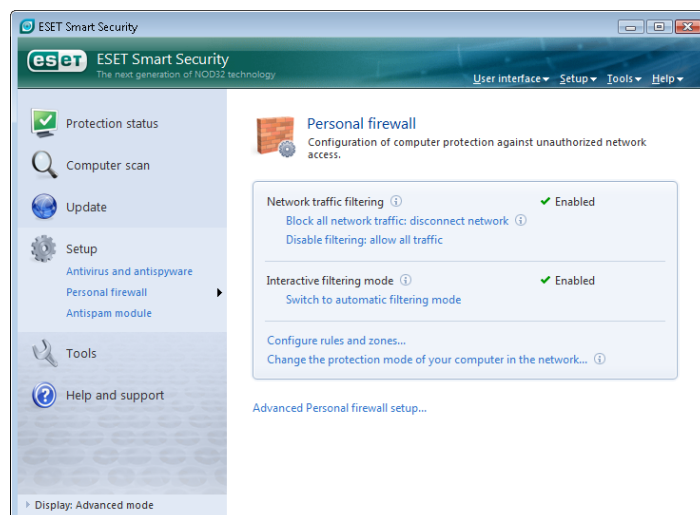 ESET Smart Security
eset
ESET Smart Security
The next generation of NOD32 technology
User interface Setup Tools Help
Protection status
Computer scan
Update
Setup
Antivirus and antispyware
Personal firewall
Antispam module
Tools
Help and support
Display: Advanced mode
Personal firewall
Configuration of computer protection against unauthorized network
access.
Network traffic filtering Enabled
Block all network traffic: disconnect network
Disable filtering: allow all traffic
Interactive filtering mode Enabled
Switch to automatic filtering mode
Configure rules and zones...
Change the protection mode of your computer in the network...
Advanced Personal firewall setup...